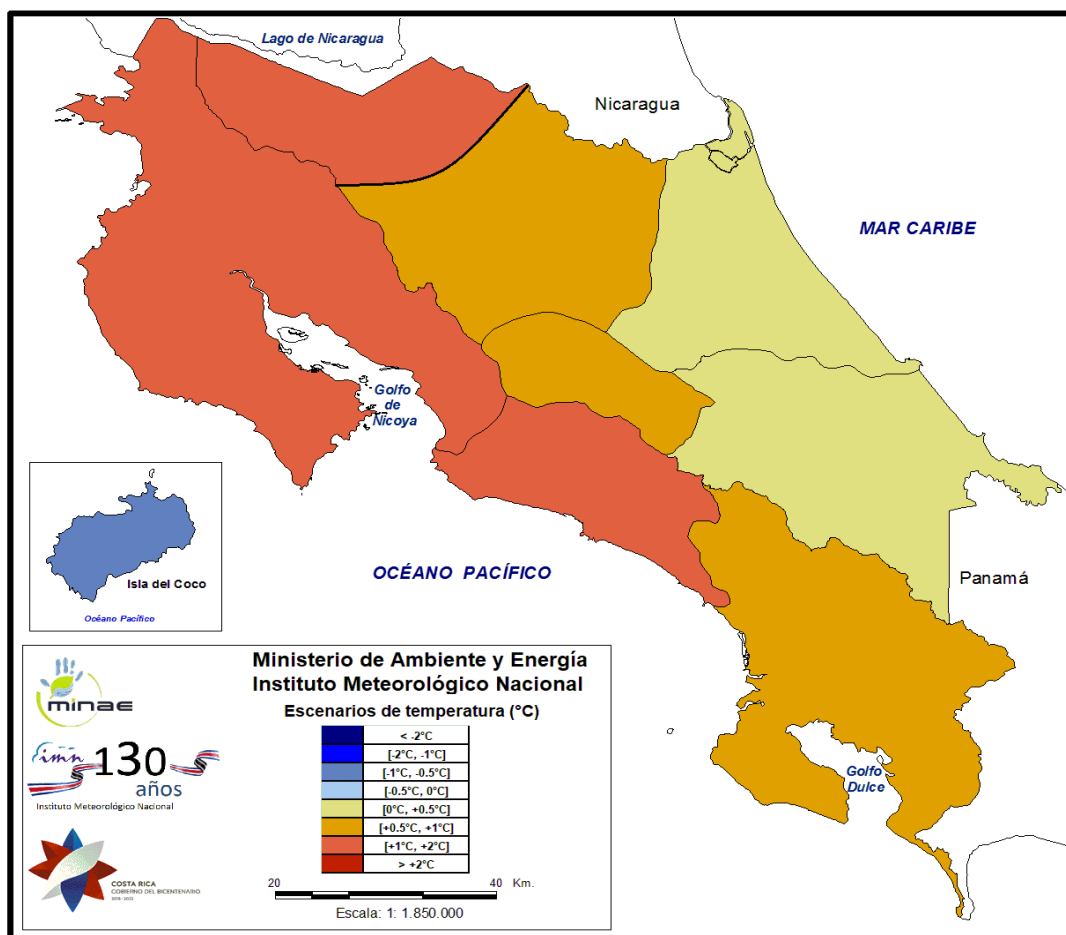 Lago de Nicaragua
Nicaragua
MAR CARIBE
Golfo
de
Nicoya
Isla del Coco
Océano Pacífico
OCÉANO PACÍFICO
Panamá
Golfo
Dulce
Ministerio de Ambiente y Energía
Instituto Meteorológico Nacional
Escenarios de temperatura (°C)
< -2°C
[-2°C, -1°C]
[-1°C, -0.5°C]
[-0.5°C, 0°C]
[0°C, +0.5°C]
[+0.5°C, +1°C]
[+1°C, +2°C]
> +2°C
20 40 Km.
Escala: 1: 1.850.000
minae
imn 130
años
Instituto Meteorológico Nacional
COSTA RICA
GOBIERNO DEL BICENTENARIO